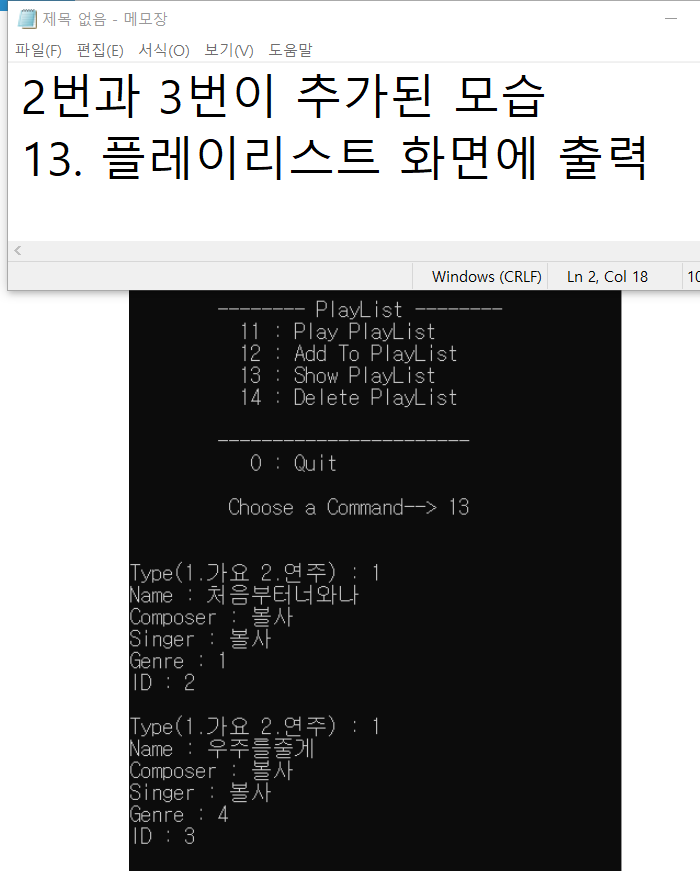 제목 없음 - 메모장
파일(F) 편집(E) 서식(O) 보기(V) 도움말
2번과 3번이 추가된 모습
13. 플레이리스트 화면에 출력
Windows (CRLF) Ln 2, Col 18 10
-------- PlayList --------
11 : Play PlayList
12 : Add To PlayList
13 : Show PlayList
14 : Delete PlayList
-----------------------
0 : Quit
Choose a Command--> 13
Type(1.가요 2.연주) : 1
Name : 처음부터너와나
Composer : 볼사
Singer : 볼사
Genre : 1
ID : 2
Type(1.가요 2.연주) : 1
Name : 우주를줄게
Composer : 볼사
Singer : 볼사
Genre : 4
ID : 3